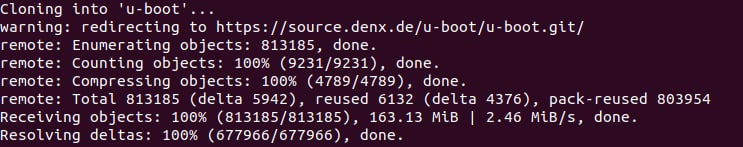 Cloning into 'u-boot'...
warning: redirecting to https://source.denx.de/u-boot/u-boot.git/
remote: Enumerating objects: 813185, done.
remote: Counting objects: 100% (9231/9231), done.
remote: Compressing objects: 100% (4789/4789), done.
remote: Total 813185 (delta 5942), reused 6132 (delta 4376), pack-reused 803954
Receiving objects: 100% (813185/813185), 163.13 MiB | 2.46 MiB/s, done.
Resolving deltas: 100% (677966/677966), done.